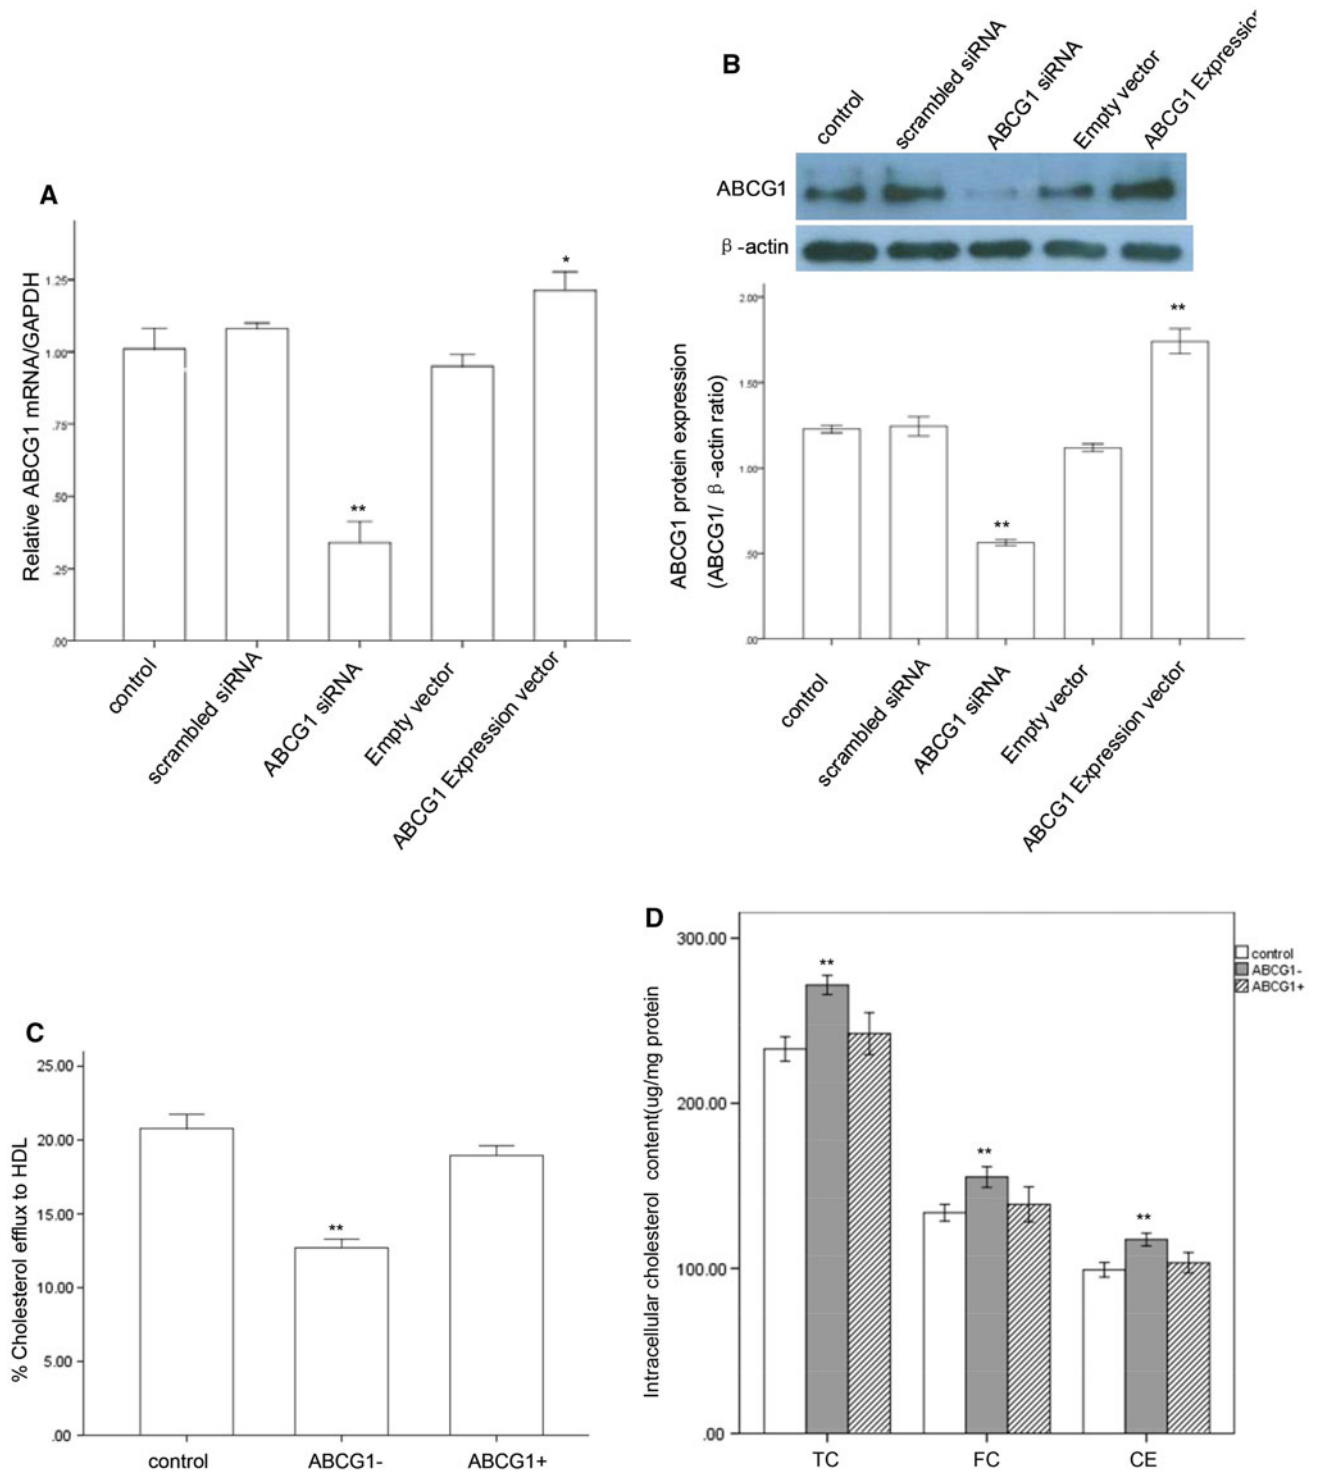 A
Relative ABCG1 mRNA/GAPDH
1.25
*
1.00
.75
.50
**
.25
.00
control
scrambled siRNA
ABCG1 siRNA
Empty vector
ABCG1 Expression vector
B
control
scrambled siRNA
ABCG1 siRNA
Empty vector
ABCG1 Expression
ABCG1
β -actin
ABCG1 protein expression
(ABCG1/ β -actin ratio)
2.00
**
1.50
1.00
**
.50
.00
control
scrambled siRNA
ABCG1 siRNA
Empty vector
ABCG1 Expression vector
C
% Cholesterol efflux to HDL
25.00
20.00
15.00
**
10.00
5.00
.00
control ABCG1- ABCG1+
D
Intracellular cholesterol content(ug/mg protein
300.00
**
control
ABCG1-
ABCG1+
200.00
**
**
100.00
.00
TC FC CE